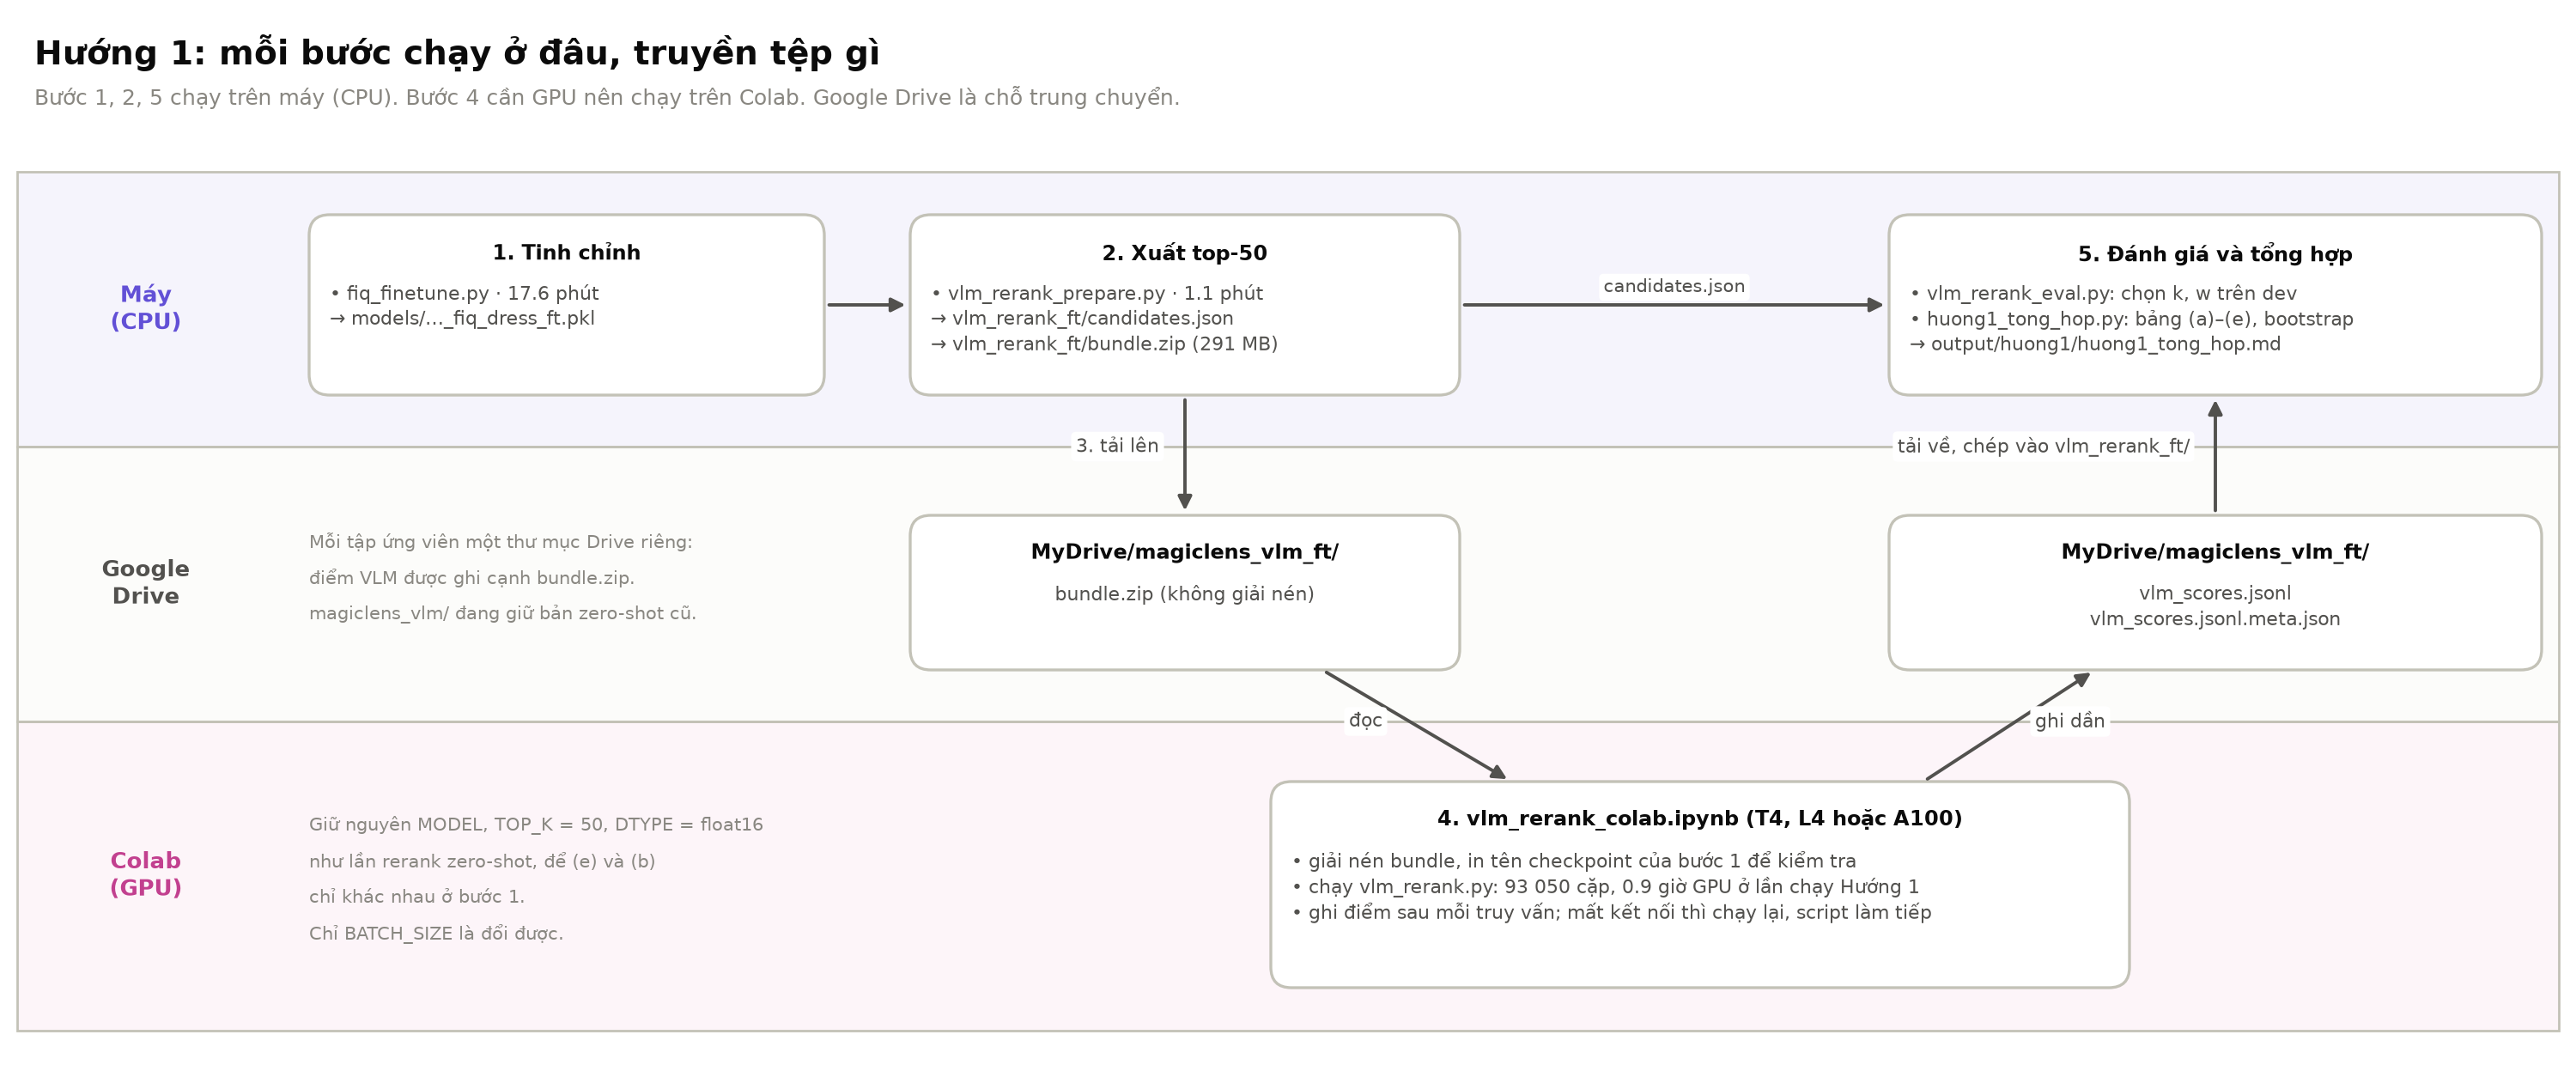 Hướng 1: mỗi bước chạy ở đâu, truyền tệp gì
Bước 1, 2, 5 chạy trên máy (CPU). Bước 4 cần GPU nên chạy trên Colab. Google Drive là chỗ trung chuyển.
Máy
(CPU)
1. Tinh chỉnh
• fiq_finetune.py · 17.6 phút
→ models/..._fiq_dress_ft.pkl
2. Xuất top-50
• vlm_rerank_prepare.py · 1.1 phút
→ vlm_rerank_ft/candidates.json
→ vlm_rerank_ft/bundle.zip (291 MB)
candidates.json
5. Đánh giá và tổng hợp
• vlm_rerank_eval.py: chọn k, w trên dev
• huong1_tong_hop.py: bảng (a)–(e), bootstrap
→ output/huong1/huong1_tong_hop.md
3. tải lên
tải về, chép vào vlm_rerank_ft/
Google
Drive
Mỗi tập ứng viên một thư mục Drive riêng:
điểm VLM được ghi cạnh bundle.zip.
magiclens_vlm/ đang giữ bản zero-shot cũ.
MyDrive/magiclens_vlm_ft/
bundle.zip (không giải nén)
MyDrive/magiclens_vlm_ft/
vlm_scores.jsonl
vlm_scores.jsonl.meta.json
đọc
ghi dần
Colab
(GPU)
Giữ nguyên MODEL, TOP_K = 50, DTYPE = float16
như lần rerank zero-shot, để (e) và (b)
chỉ khác nhau ở bước 1.
Chỉ BATCH_SIZE là đổi được.
4. vlm_rerank_colab.ipynb (T4, L4 hoặc A100)
• giải nén bundle, in tên checkpoint của bước 1 để kiểm tra
• chạy vlm_rerank.py: 93 050 cặp, 0.9 giờ GPU ở lần chạy Hướng 1
• ghi điểm sau mỗi truy vấn; mất kết nối thì chạy lại, script làm tiếp